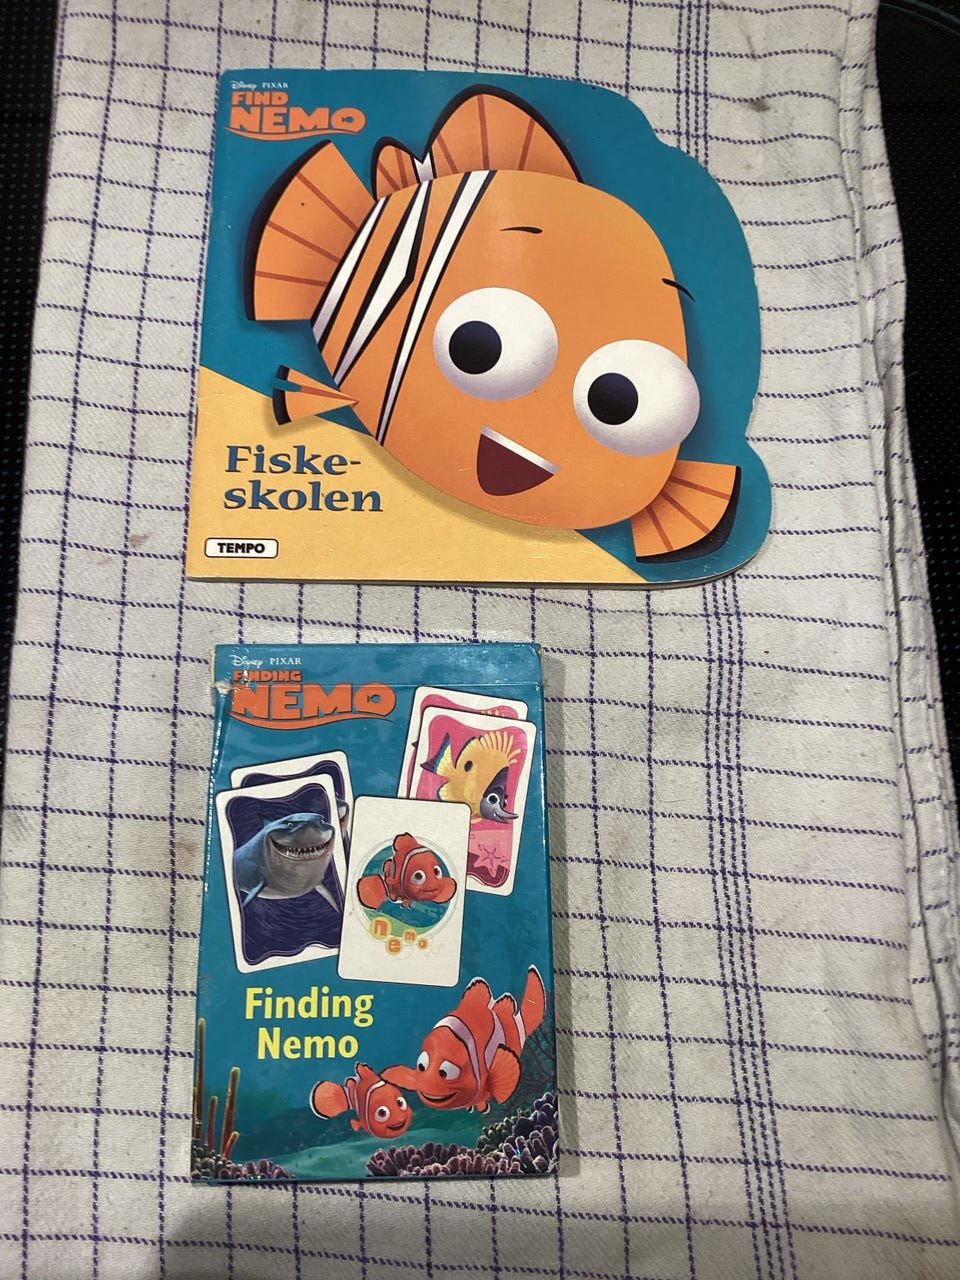 Disney PIXAR
FIND
NEMO
Fiske-
skolen
TEMPO
Disney PIXAR
FINDING
NEMO
nemo
Finding
Nemo